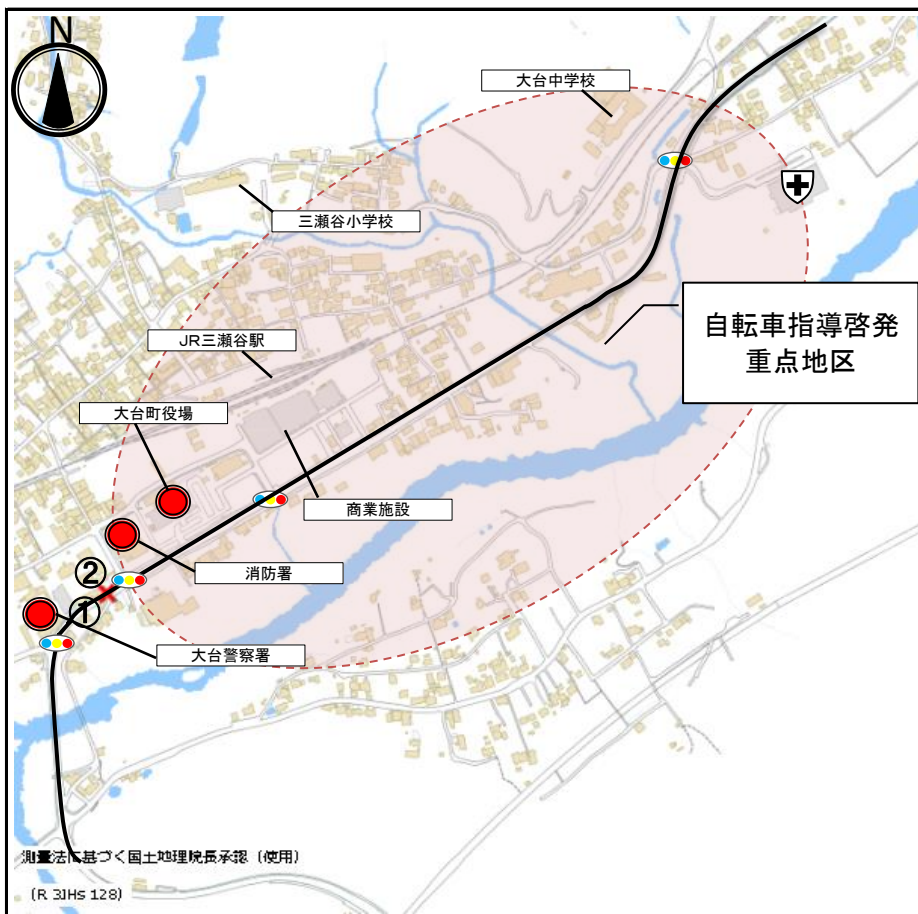 N
大台中学校
三瀬谷小学校
自転車指導啓発
重点地区
JR三瀬谷駅
大台町役場
商業施設
②
消防署
①
大台警察署
測量法に基づく国土地理院長承認（使用）
（R 3JHs 128）